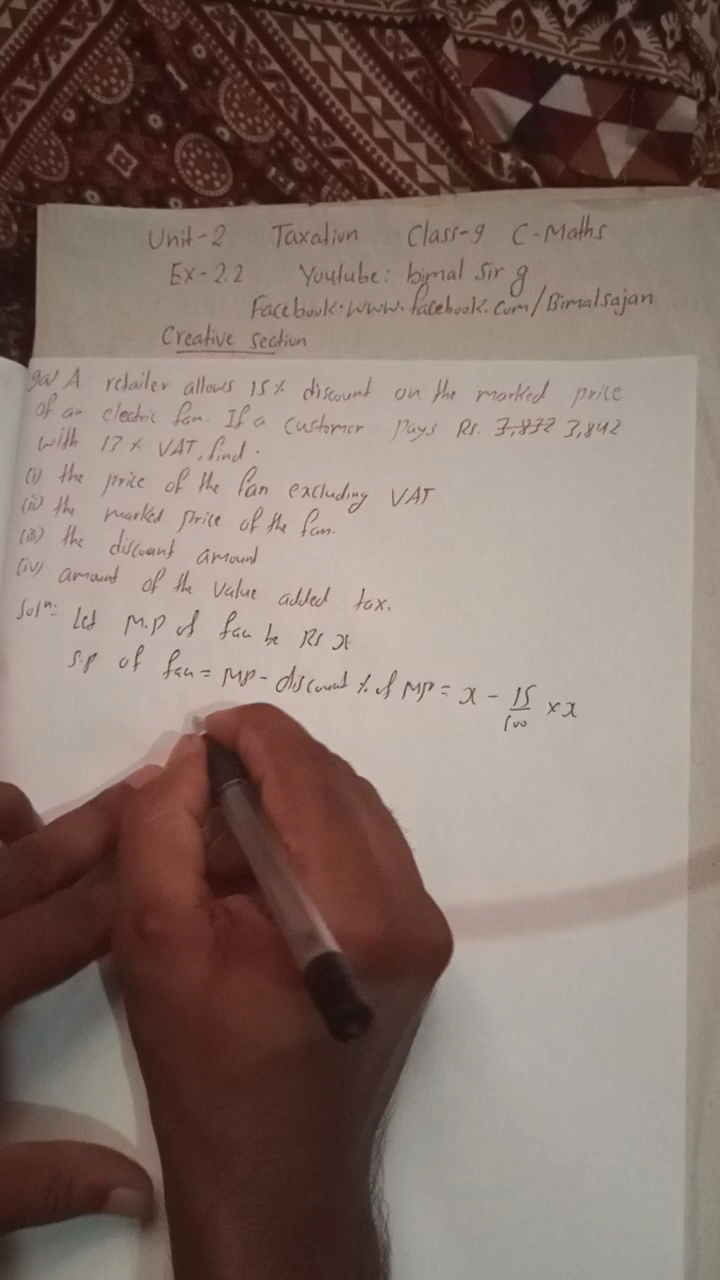 Unit-2 Taxation Class-9 C-Maths
Ex-2.2 Youtube: bimal sir g
Facebook:www.facebook.com/Bimalsajan
Creative section
9a) A retailer allows 15% discount on the marked price
of an electric fan. If a customer pays Rs. 3,832 3,842
with 13% VAT, find.
(i) the price of the fan excluding VAT
(ii) the marked price of the fan.
(iii) the discount amount
(iv) amount of the value added tax.
Solⁿ: Let M.P of fan be Rs x
S.P of fan = MP - discount % of MP = x - 15/100 × x